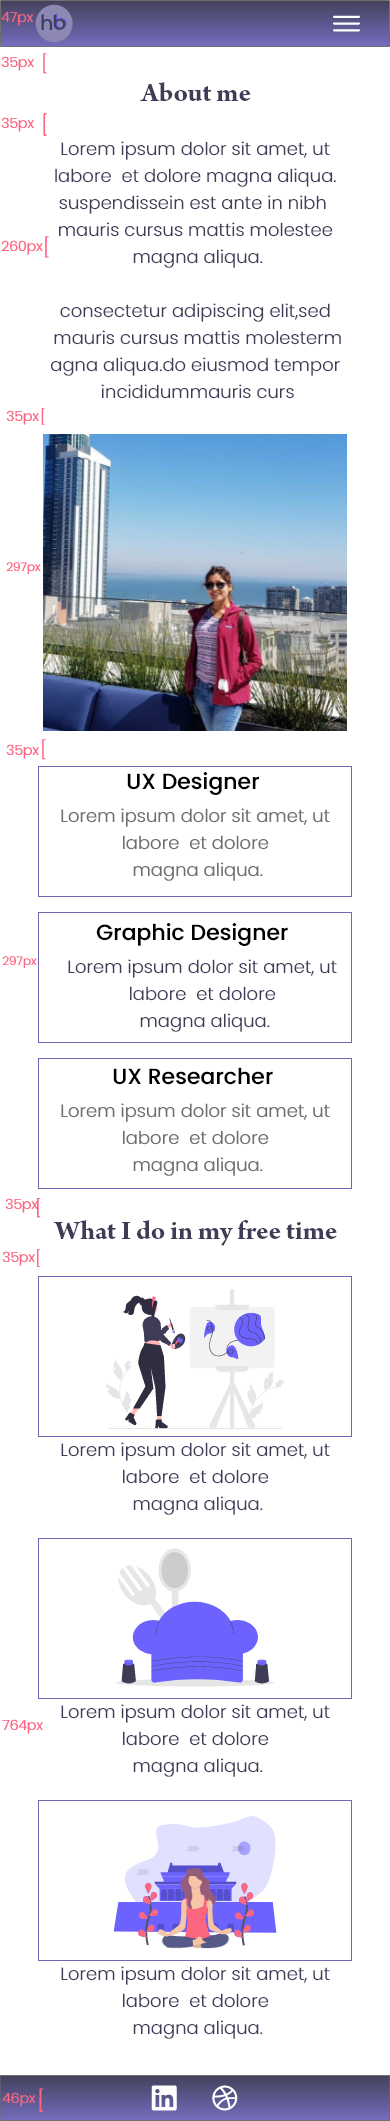 47px hb
35px
About me
35px
Lorem ipsum dolor sit amet, ut
labore et dolore magna aliqua.
suspendissein est ante in nibh
mauris cursus mattis molestee
260px
magna aliqua.
consectetur adipiscing elit,sed
mauris cursus mattis molesterm
agna aliqua.do eiusmod tempor
incididummauris curs
35px
297px
35px
UX Designer
Lorem ipsum dolor sit amet, ut
labore et dolore
magna aliqua.
Graphic Designer
297px
Lorem ipsum dolor sit amet, ut
labore et dolore
magna aliqua.
UX Researcher
Lorem ipsum dolor sit amet, ut
labore et dolore
magna aliqua.
35px
What I do in my free time
35px
Lorem ipsum dolor sit amet, ut
labore et dolore
magna aliqua.
Lorem ipsum dolor sit amet, ut
764px
labore et dolore
magna aliqua.
Lorem ipsum dolor sit amet, ut
labore et dolore
magna aliqua.
46px in